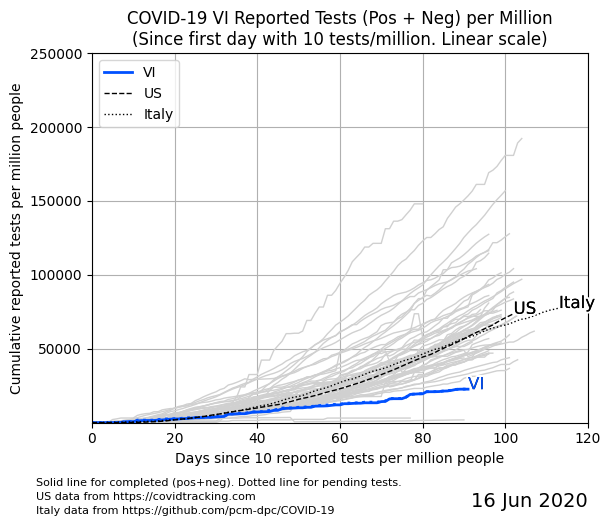 COVID-19 VI Reported Tests (Pos + Neg) per Million
(Since first day with 10 tests/million. Linear scale)
Cumulative reported tests per million people
250000
200000
150000
100000
50000
VI
US
Italy
US
Italy
VI
0
20
40
60
80
100
120
Days since 10 reported tests per million people
Solid line for completed (pos+neg). Dotted line for pending tests.
US data from https://covidtracking.com
Italy data from https://github.com/pcm-dpc/COVID-19
16 Jun 2020